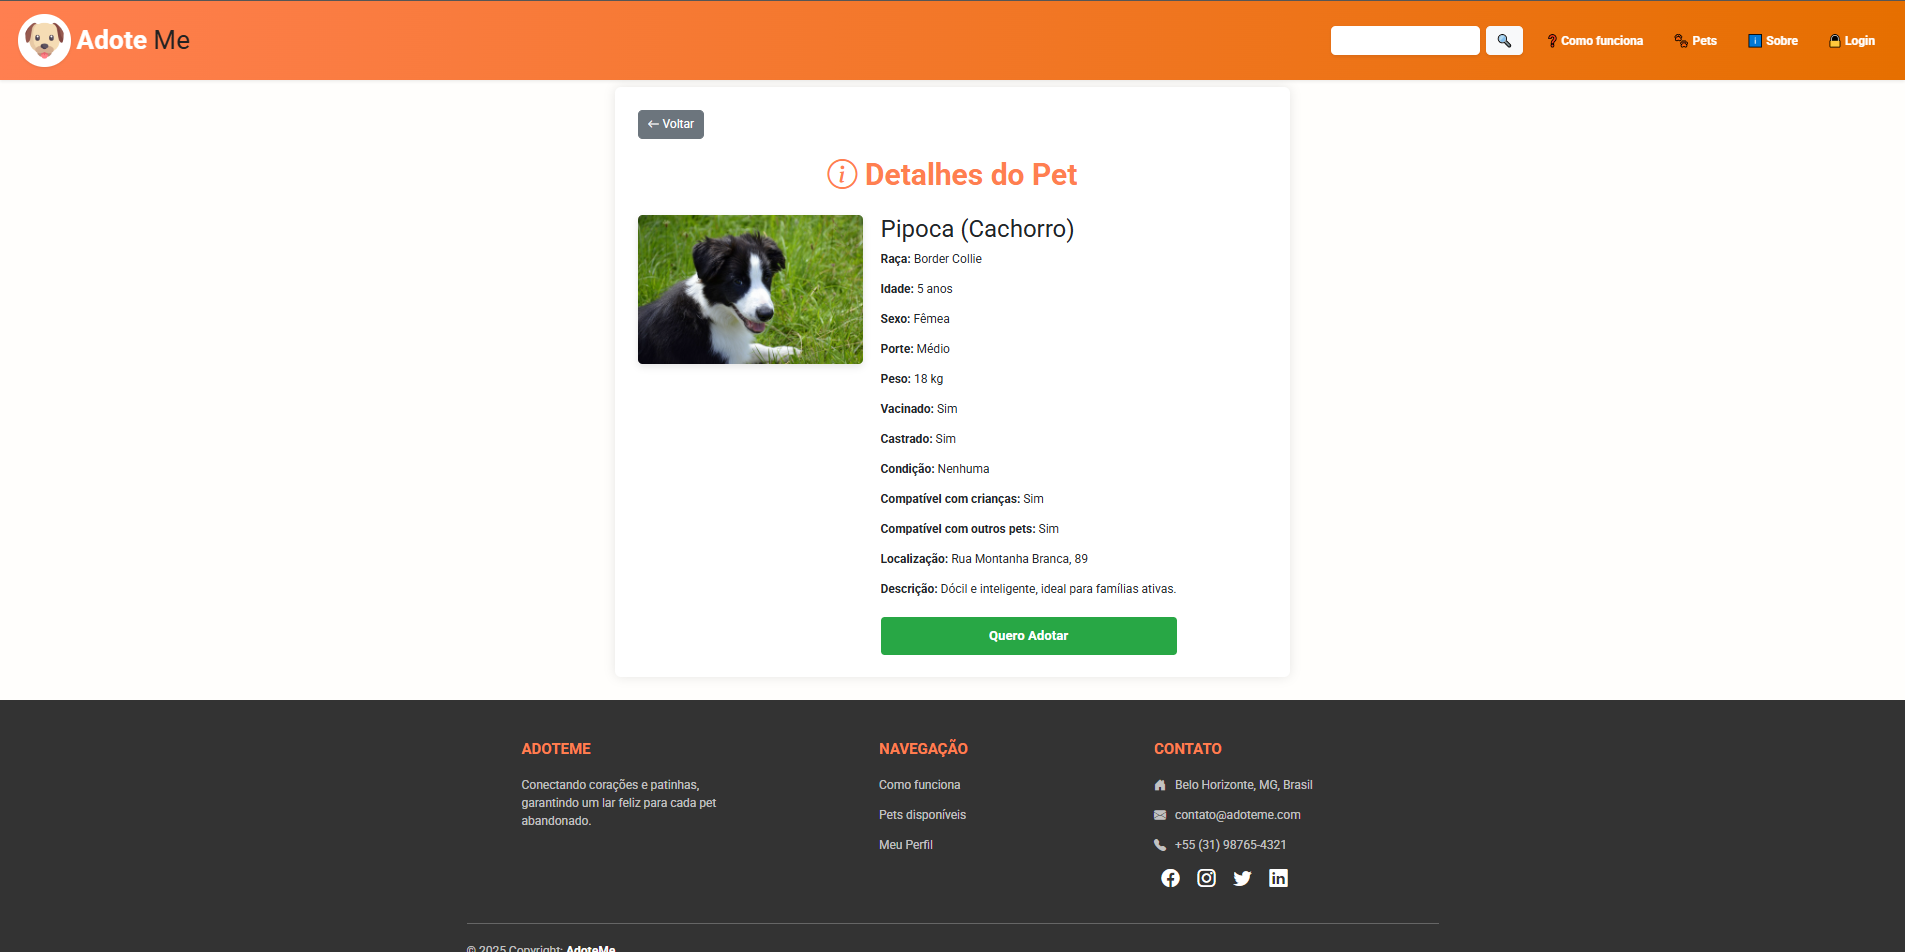 Adote Me
Como funciona
Pets
Sobre
Login
← Voltar
Detalhes do Pet
Pipoca (Cachorro)
Raça: Border Collie
Idade: 5 anos
Sexo: Fêmea
Porte: Médio
Peso: 18 kg
Vacinado: Sim
Castrado: Sim
Condição: Nenhuma
Compatível com crianças: Sim
Compatível com outros pets: Sim
Localização: Rua Montanha Branca, 89
Descrição: Dócil e inteligente, ideal para famílias ativas.
Quero Adotar
ADOTEME
Conectando corações e patinhas,
garantindo um lar feliz para cada pet
abandonado.
NAVEGAÇÃO
Como funciona
Pets disponíveis
Meu Perfil
CONTATO
Belo Horizonte, MG, Brasil
contato@adoteme.com
+55 (31) 98765-4321
© 2025 Copyright: AdoteMe